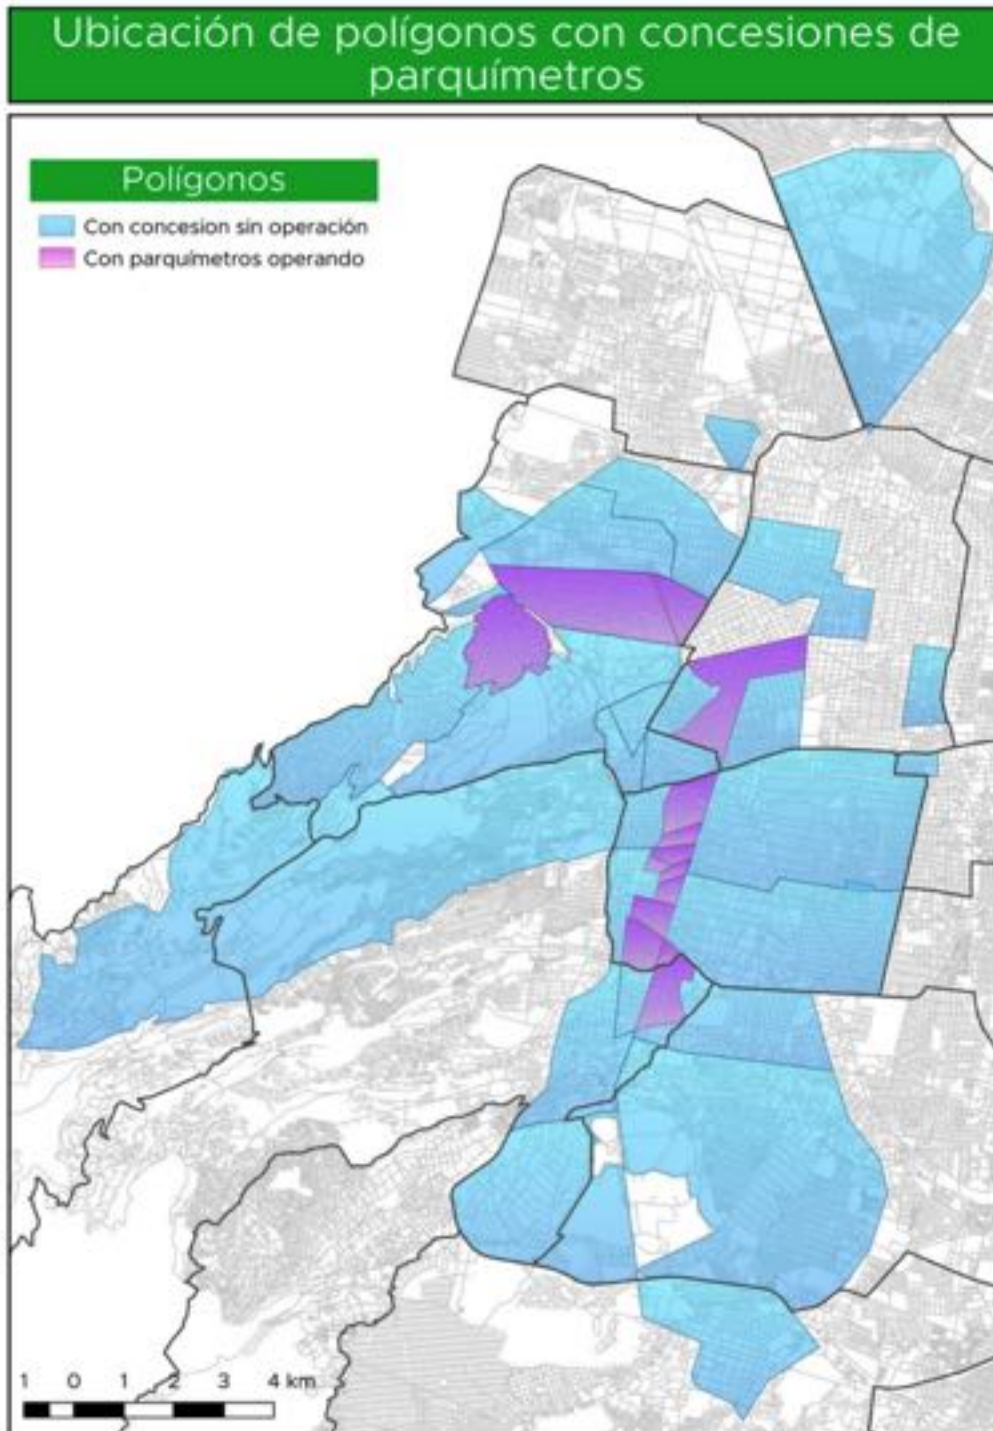 Ubicación de polígonos con concesiones de
parquímetros
Polígonos
Con concesion sin operación
Con parquímetros operando
1 0 1 2 3 4 km